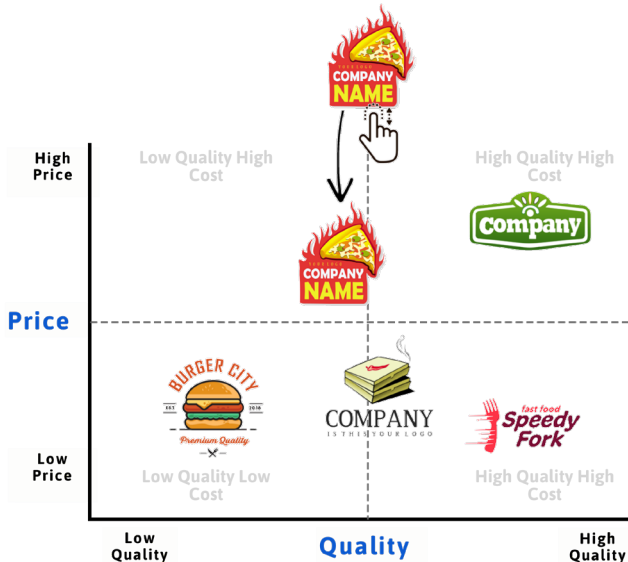 COMPANY
NAME
High
Price
Low Quality High
Cost
High Quality High
Cost
Company
COMPANY
NAME
Price
BURGER CITY
EST
2018
Premium Quality
COMPANY
IS THIS YOUR LOGO
fast food
Speedy
Fork
Low
Price
Low Quality Low
Cost
High Quality High
Cost
Low
Quality
Quality
High
Quality